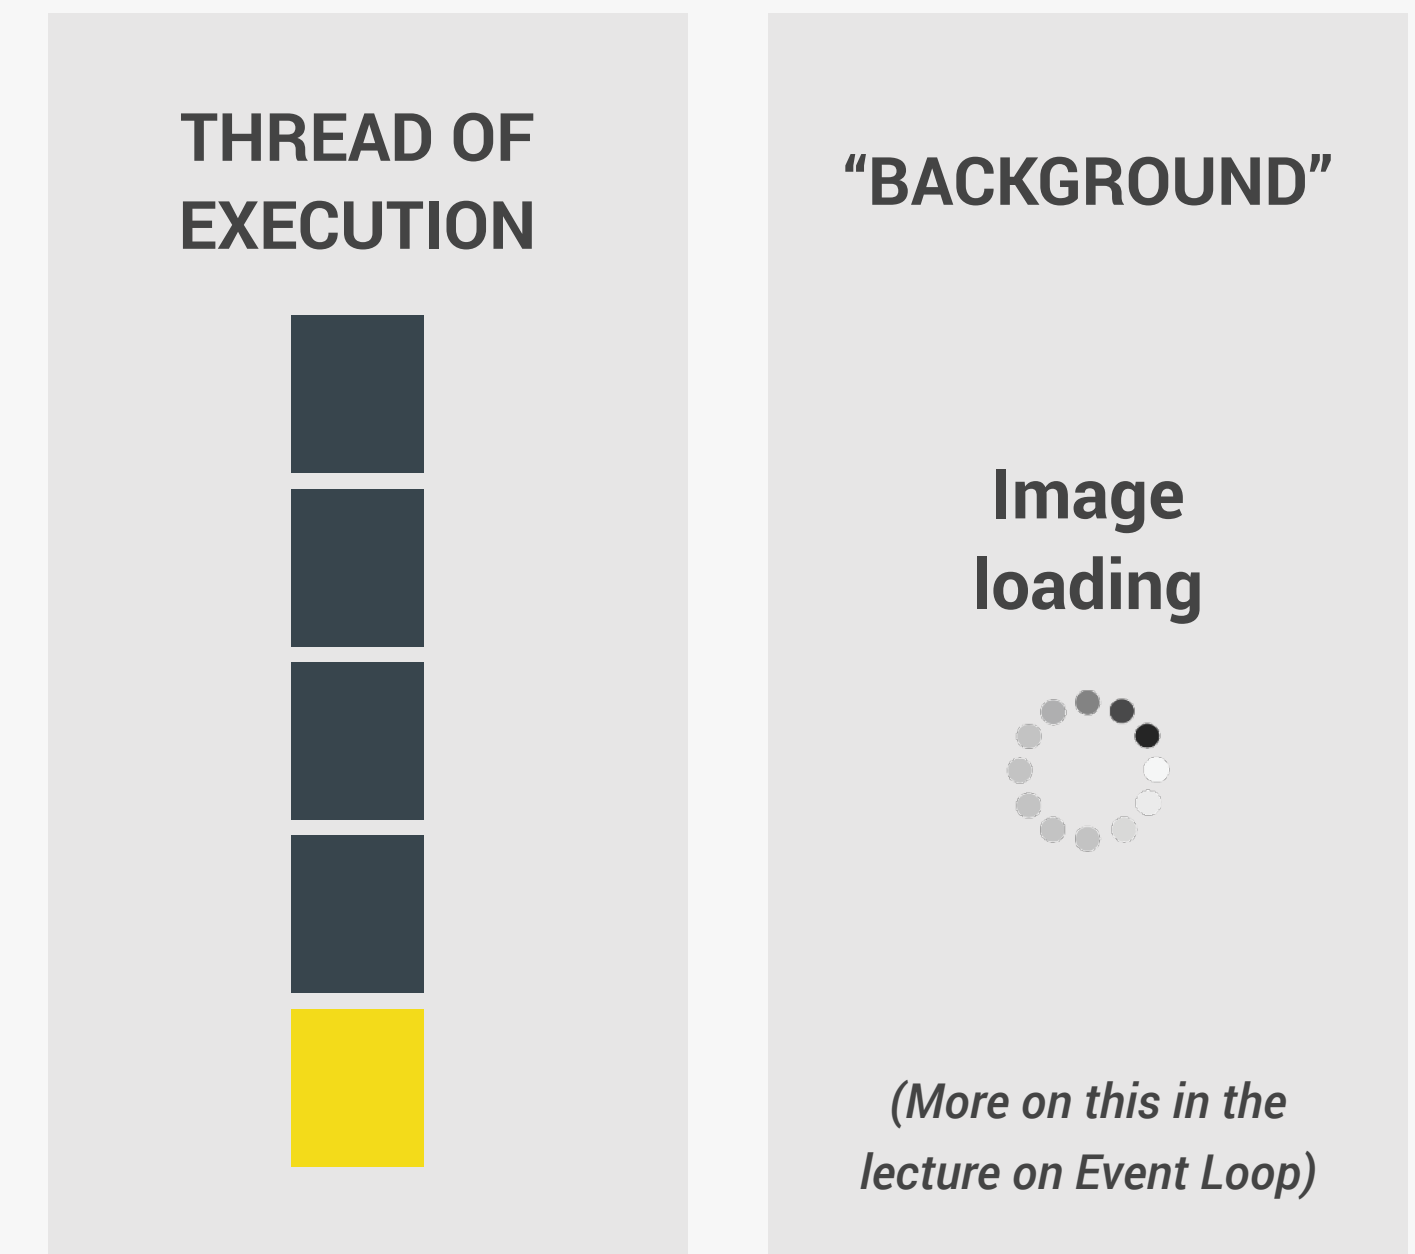 THREAD OF
EXECUTION
“BACKGROUND”
Image
loading
(More on this in the
lecture on Event Loop)